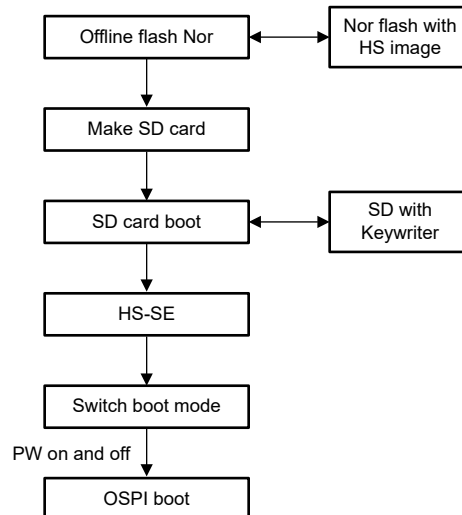 Offline flash Nor
Nor flash with
HS image
Make SD card
SD card boot
SD with
Keywriter
HS-SE
Switch boot mode
PW on and off
OSPI boot